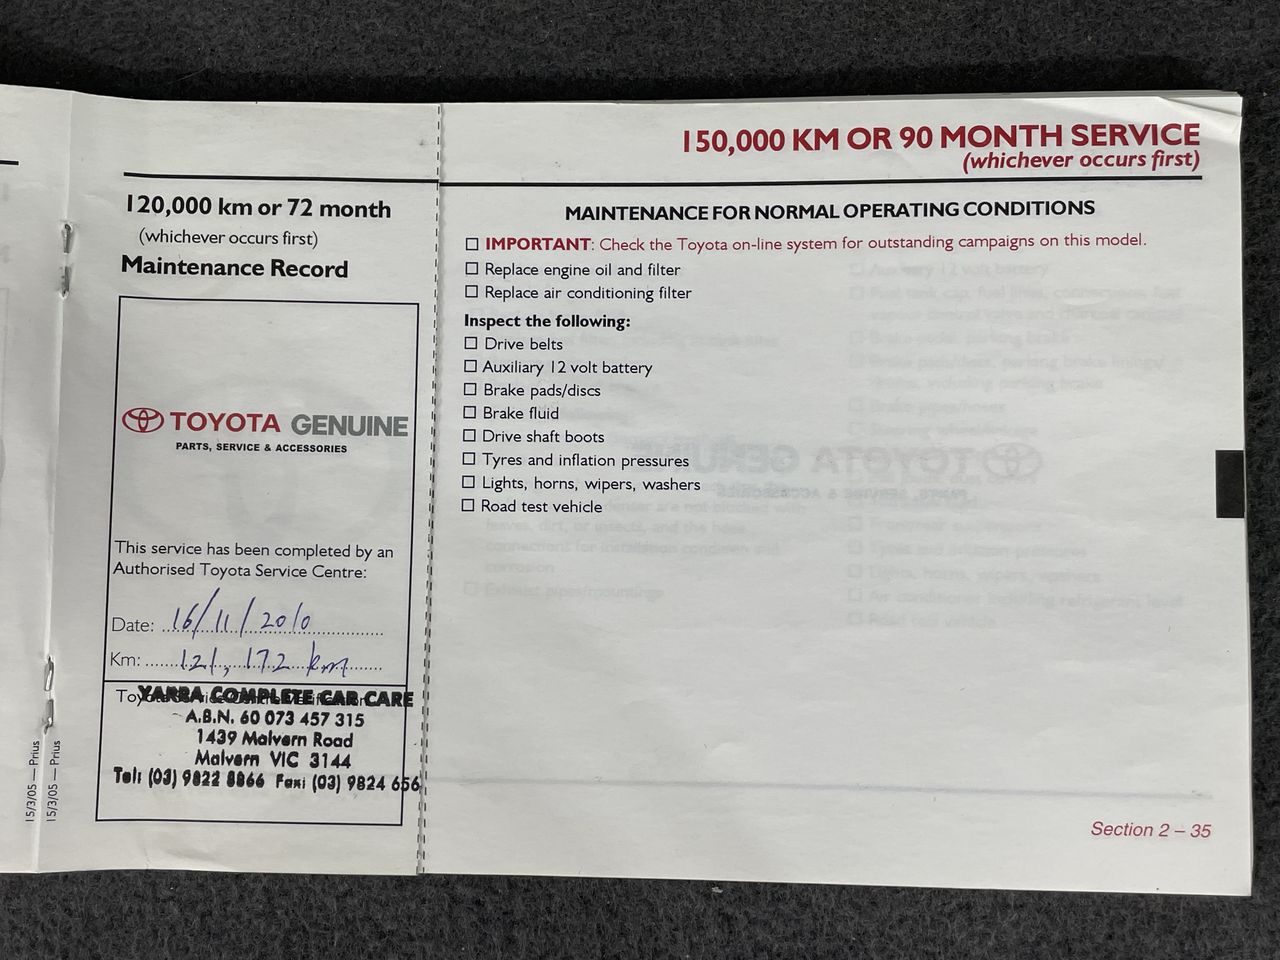 120,000 km or 72 month
(whichever occurs first)
Maintenance Record
TOYOTA GENUINE
PARTS, SERVICE & ACCESSORIES
This service has been completed by an
Authorised Toyota Service Centre:
Date: 16/11/2010
Km: 121,172 km
YARRA COMPLETE CAR CARE
A.B.N. 60 073 457 315
1439 Malvern Road
Malvern VIC 3144
Tel: (03) 9822 8866 Fax: (03) 9824 656
15/3/05 — Prius
15/3/05 — Prius
150,000 KM OR 90 MONTH SERVICE
(whichever occurs first)
MAINTENANCE FOR NORMAL OPERATING CONDITIONS
IMPORTANT: Check the Toyota on-line system for outstanding campaigns on this model.
Replace engine oil and filter
Replace air conditioning filter
Inspect the following:
Drive belts
Auxiliary 12 volt battery
Brake pads/discs
Brake fluid
Drive shaft boots
Tyres and inflation pressures
Lights, horns, wipers, washers
Road test vehicle
Section 2 – 35